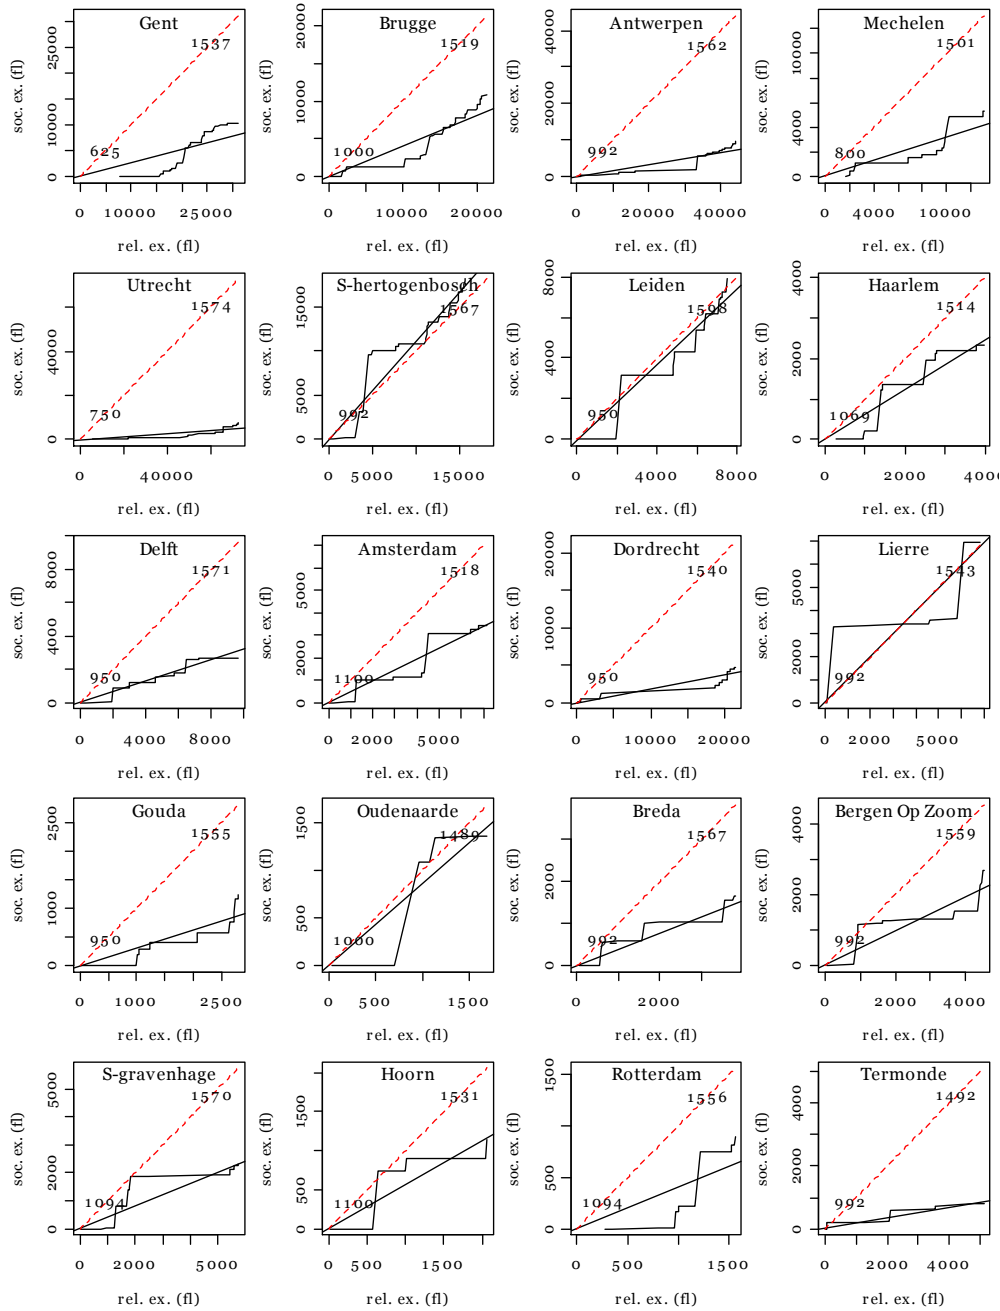 Gent
1537
625
soc. ex. (fl)
0 10000 25000
0 10000 25000
rel. ex. (fl)
Brugge
1519
1000
soc. ex. (fl)
0 10000 20000
0 10000 20000
rel. ex. (fl)
Antwerpen
1562
992
soc. ex. (fl)
0 10000 20000 40000
0 20000 40000
rel. ex. (fl)
Mechelen
1501
800
soc. ex. (fl)
0 4000 10000
0 4000 10000
rel. ex. (fl)
Utrecht
1574
750
soc. ex. (fl)
0 40000
0 40000
rel. ex. (fl)
S-hertogenbosch
1567
992
soc. ex. (fl)
0 5000 15000
5000 15000
rel. ex. (fl)
Leiden
1598
950
soc. ex. (fl)
0 4000 8000
0 2000 4000 8000
rel. ex. (fl)
Haarlem
1514
1069
soc. ex. (fl)
0 2000 4000
0 2000 4000
rel. ex. (fl)
Delft
1571
950
soc. ex. (fl)
0 4000 8000
0 4000 8000
rel. ex. (fl)
Amsterdam
1518
1100
soc. ex. (fl)
0 2000 5000
0 2000 5000
rel. ex. (fl)
Dordrecht
1540
950
soc. ex. (fl)
0 5000 10000 20000
0 10000 20000
rel. ex. (fl)
Lierre
1543
992
soc. ex. (fl)
0 2000 5000
0 2000 5000
rel. ex. (fl)
Gouda
1555
950
soc. ex. (fl)
0 1000 2500
0 1000 2500
rel. ex. (fl)
Oudenaarde
1489
1000
soc. ex. (fl)
0 500 1500
0 500 1500
rel. ex. (fl)
Breda
1567
992
soc. ex. (fl)
0 2000
0 2000
rel. ex. (fl)
Bergen Op Zoom
1559
992
soc. ex. (fl)
0 2000 4000
0 2000 4000
rel. ex. (fl)
S-gravenhage
1570
1094
soc. ex. (fl)
0 2000 5000
0 2000 5000
rel. ex. (fl)
Hoorn
1531
1100
soc. ex. (fl)
0 500 1500
0 500 1500
rel. ex. (fl)
Rotterdam
1556
1094
soc. ex. (fl)
0 500 1500
0 500 1500
rel. ex. (fl)
Termonde
1492
992
soc. ex. (fl)
0 2000 4000
0 2000 4000
rel. ex. (fl)